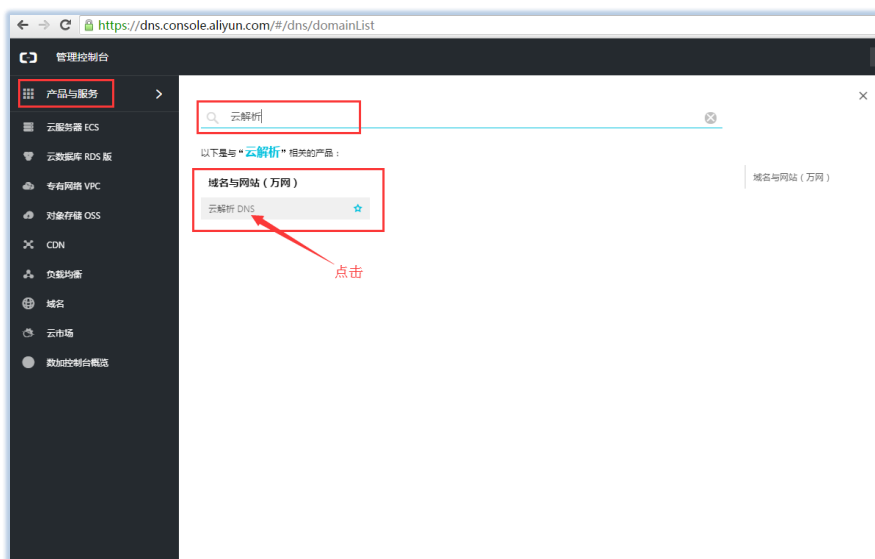 https://dns.console.aliyun.com/#/dns/domainList
管理控制台
产品与服务
云服务器 ECS
云数据库 RDS 版
专有网络 VPC
对象存储 OSS
CDN
负载均衡
域名
云市场
数加控制台概览
云解析
以下是与“云解析”相关的产品：
域名与网站（万网）
云解析 DNS
点击
域名与网站（万网）